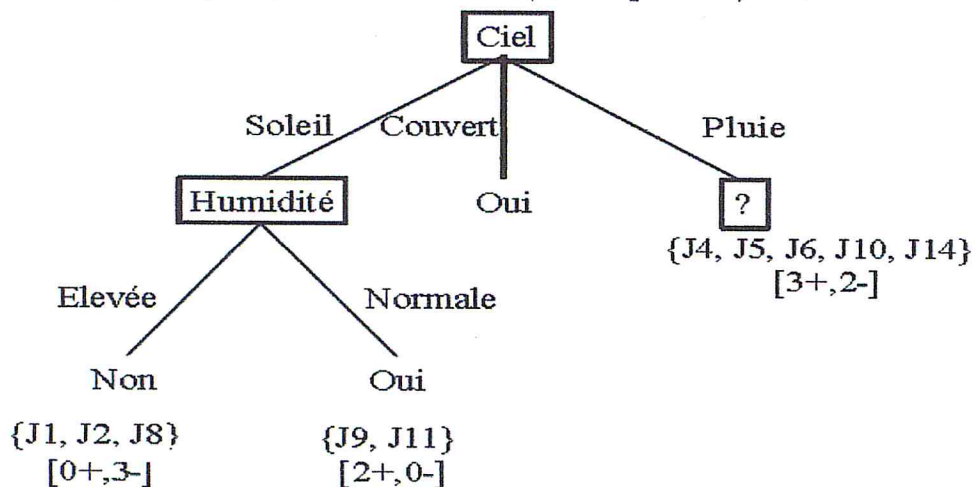 Ciel
Soleil Couvert Pluie
Humidité Oui ?
{J4, J5, J6, J10, J14}
[3+,2-]
Elevée Normale
Non Oui
{J1, J2, J8} {J9, J11}
[0+,3-] [2+,0-]